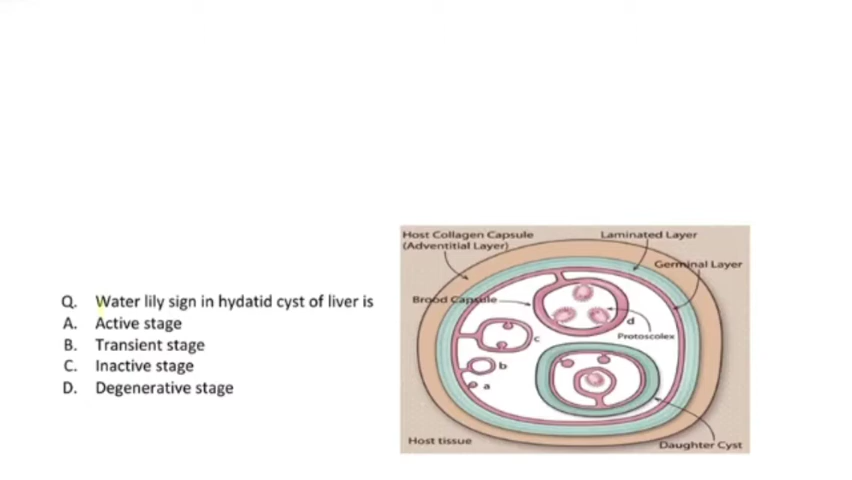 Host Collagen Capsule
(Adventitial Layer)
Laminated Layer
Germinal Layer
Brood Capsule
d
Protoscolex
c
b
a
Host tissue
Daughter Cyst
Q. Water lily sign in hydatid cyst of liver is
A. Active stage
B. Transient stage
C. Inactive stage
D. Degenerative stage